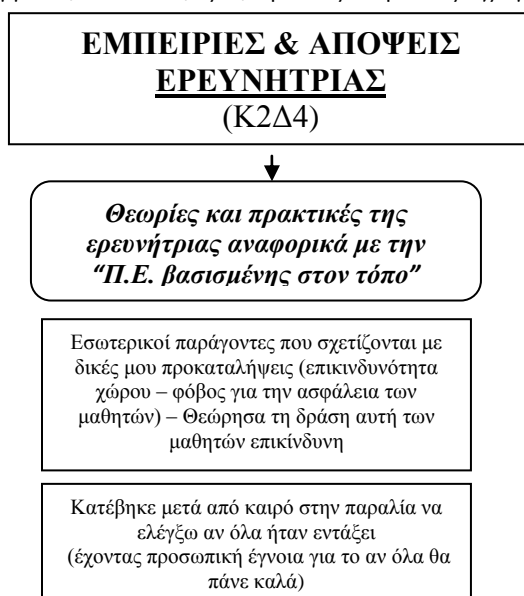 ΕΜΠΕΙΡΙΕΣ & ΑΠΟΨΕΙΣ
ΕΡΕΥΝΗΤΡΙΑΣ
(Κ2Δ4)
Θεωρίες και πρακτικές της
ερευνήτριας αναφορικά με την
“Π.Ε. βασισμένης στον τόπο”
Εσωτερικοί παράγοντες που σχετίζονται με
δικές μου προκαταλήψεις (επικινδυνότητα
χώρου – φόβος για την ασφάλεια των
μαθητών) – Θεώρησα τη δράση αυτή των
μαθητών επικίνδυνη
Κατέβηκε μετά από καιρό στην παραλία να
ελέγξω αν όλα ήταν εντάξει
(έχοντας προσωπική έγνοια για το αν όλα θα
πάνε καλά)